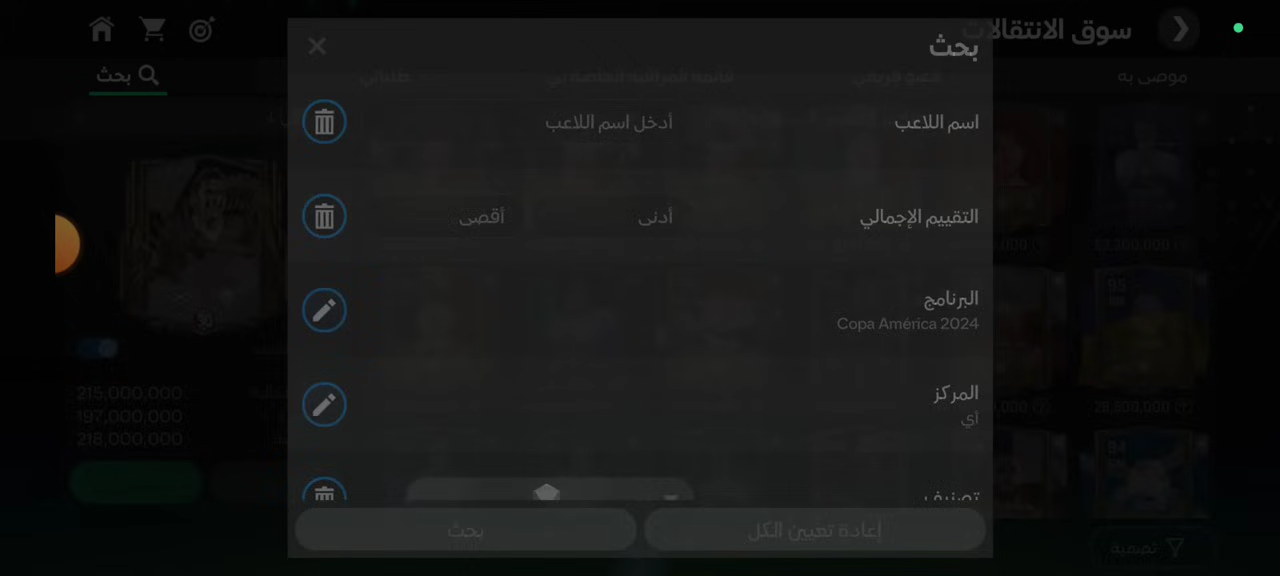 سوق الانتقالات
بحث
موصى به
بحث
اسم اللاعب
أدخل اسم اللاعب
التقييم الإجمالي
أدنى
أقصى
البرنامج
Copa América 2024
المركز
أي
تصنيف
215,000,000
197,000,000
218,000,000
إعادة تعيين الكل
بحث
تصفية